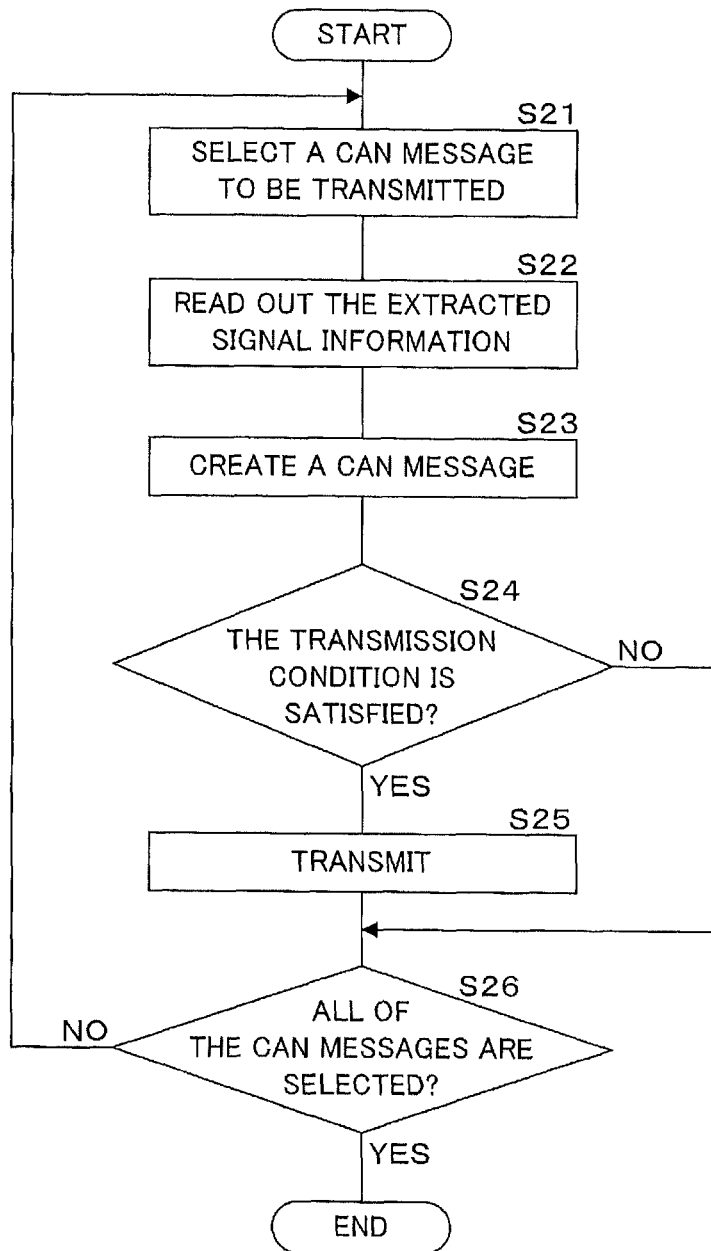 START
S21
SELECT A CAN MESSAGE
TO BE TRANSMITTED
S22
READ OUT THE EXTRACTED
SIGNAL INFORMATION
S23
CREATE A CAN MESSAGE
S24
THE TRANSMISSION
CONDITION IS
SATISFIED?
NO
YES
S25
TRANSMIT
S26
ALL OF
THE CAN MESSAGES ARE
SELECTED?
NO
YES
END